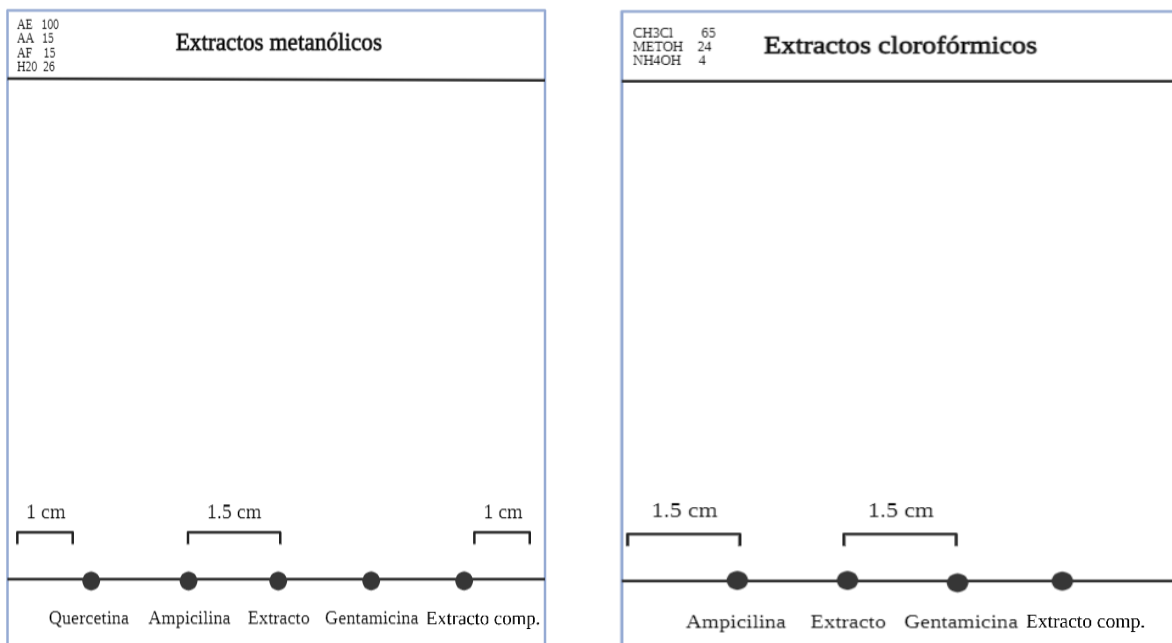 AE 100
AA 15
AF 15
H20 26
Extractos metanólicos
1 cm
1.5 cm
1 cm
Quercetina Ampicilina Extracto Gentamicina Extracto comp.
CH3Cl 65
METOH 24
NH4OH 4
Extractos clorofórmicos
1.5 cm
1.5 cm
Ampicilina Extracto Gentamicina Extracto comp.